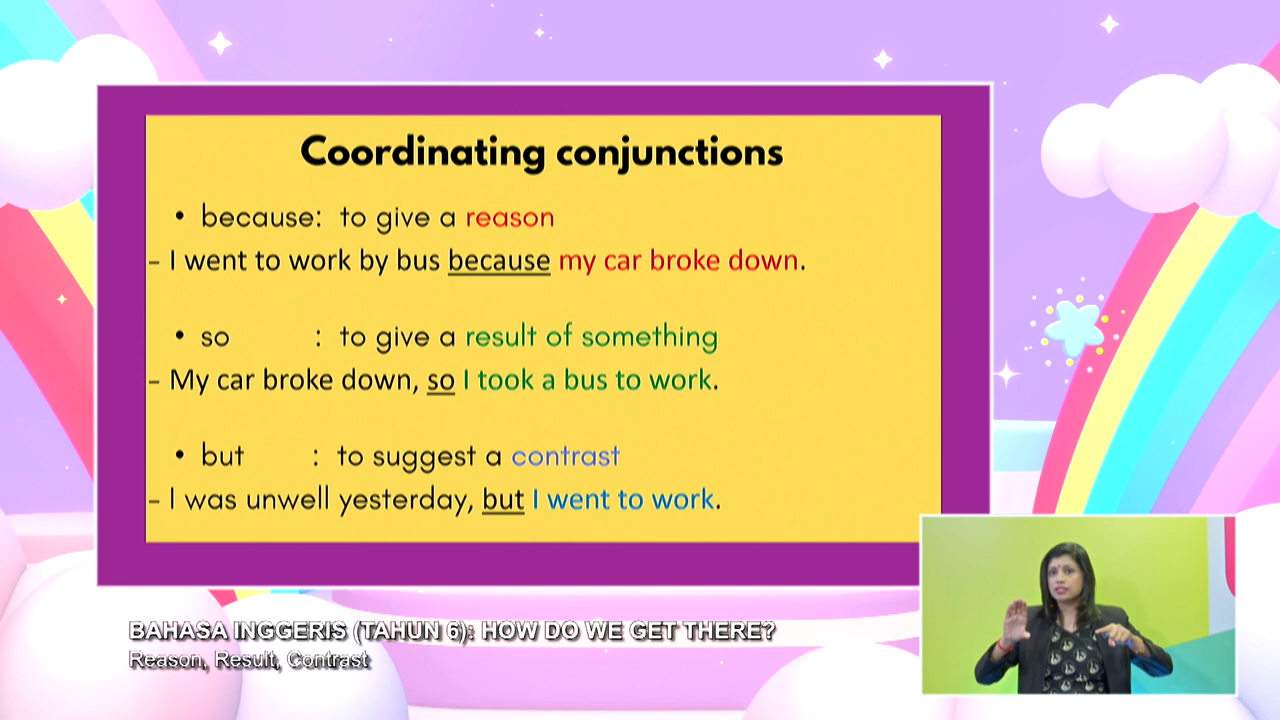 Coordinating conjunctions
• because: to give a reason
– I went to work by bus because my car broke down.
• so : to give a result of something
– My car broke down, so I took a bus to work.
• but : to suggest a contrast
– I was unwell yesterday, but I went to work.
BAHASA INGGERIS (TAHUN 6): HOW DO WE GET THERE?
Reason, Result, Contrast